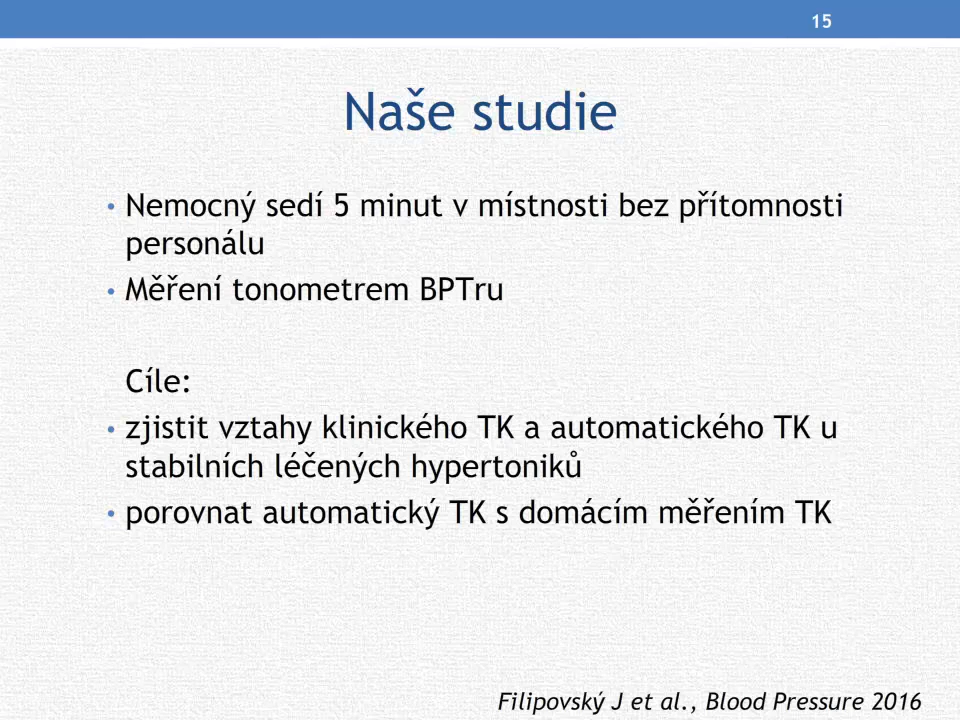 15
Naše studie
• Nemocný sedí 5 minut v místnosti bez přítomnosti
personálu
• Měření tonometrem BPTru
Cíle:
• zjistit vztahy klinického TK a automatického TK u
stabilních léčených hypertoniků
• porovnat automatický TK s domácím měřením TK
Filipovský J et al., Blood Pressure 2016